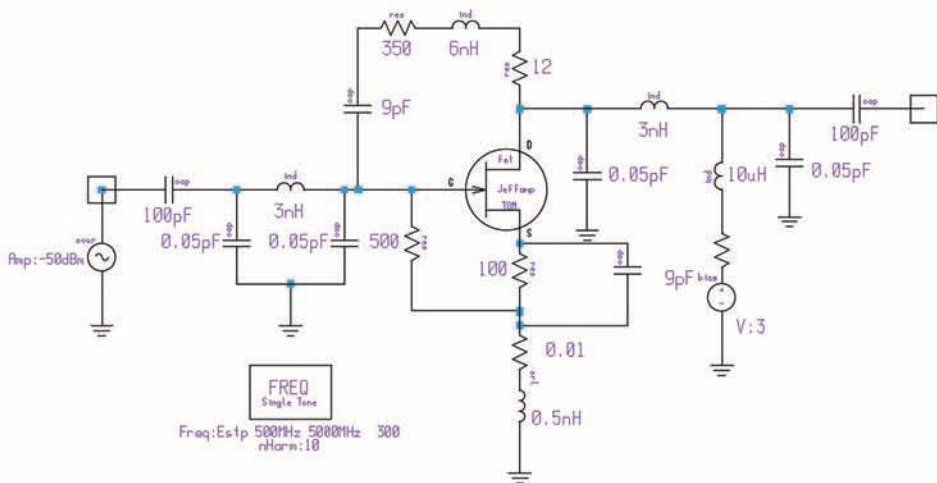 res
ind
350
6nH
res
12
cap
9pF
ind
3nH
cap
100pF
D
Fet
Jeffamp
TOM
G
S
cap
0.05pF
ind
10uH
cap
0.05pF
cap
100pF
ind
3nH
sour
Amp:-50dBm
cap
0.05pF
cap
0.05pF
500
res
100
res
cap
9pF
bias
V:3
0.01
srl
0.5nH
FREQ
Single Tone
Freq:Estp 500MHz 5000MHz 300
nHarm:10